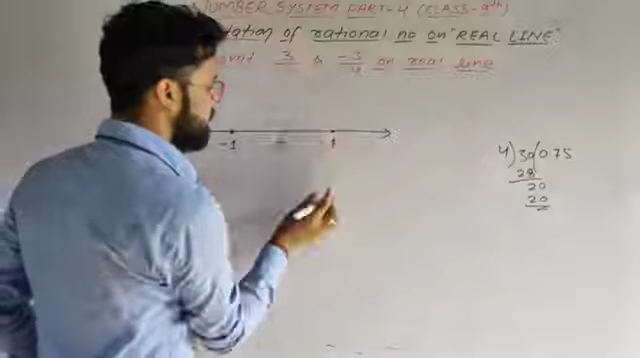 NUMBER SYSTEM PART-4 (CLASS-9th)
of rational no on "REAL LINE"
3 & -3/4 on real line
-1 1
4)30(0.75
28
20
20